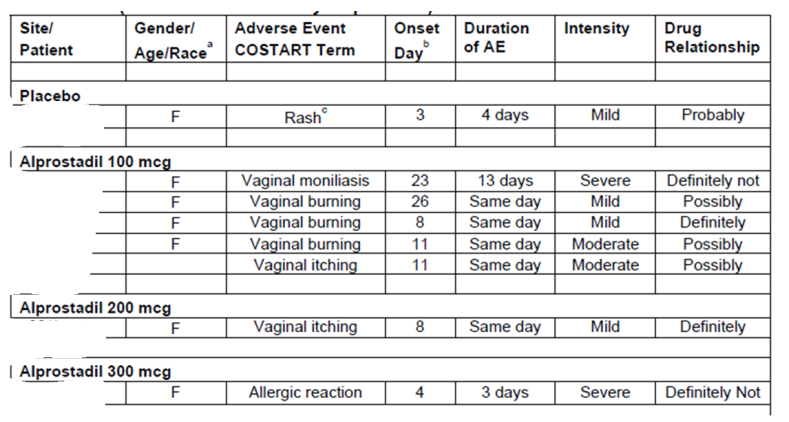 Site/ Gender/ Adverse Event Onset Duration Intensity Drug
Patient Age/Race a COSTART Term Day b of AE Relationship
Placebo
F Rash c 3 4 days Mild Probably
Alprostadil 100 mcg
F Vaginal moniliasis 23 13 days Severe Definitely not
F Vaginal burning 26 Same day Mild Possibly
F Vaginal burning 8 Same day Mild Definitely
F Vaginal burning 11 Same day Moderate Possibly
Vaginal itching 11 Same day Moderate Possibly
Alprostadil 200 mcg
F Vaginal itching 8 Same day Mild Definitely
Alprostadil 300 mcg
F Allergic reaction 4 3 days Severe Definitely Not